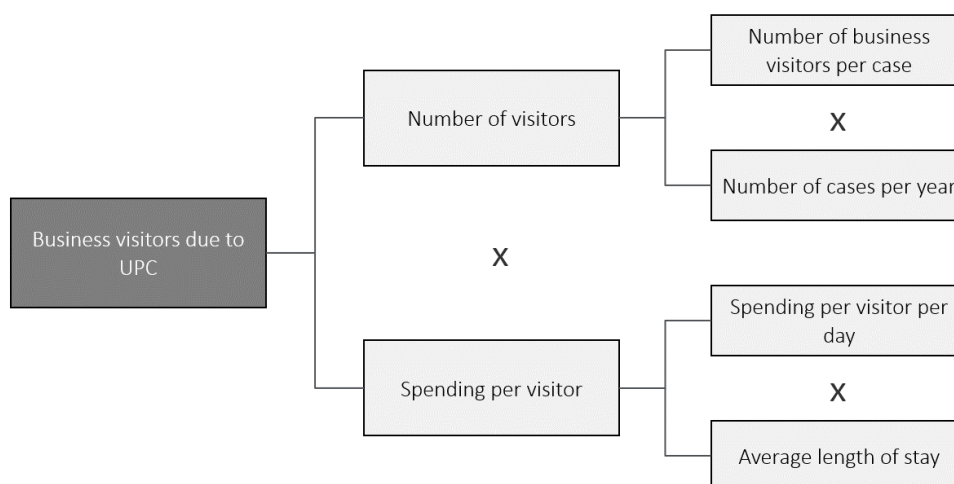 Number of business
visitors per case
Number of visitors
X
Number of cases per year
Business visitors due to
UPC
X
Spending per visitor per
day
Spending per visitor
X
Average length of stay